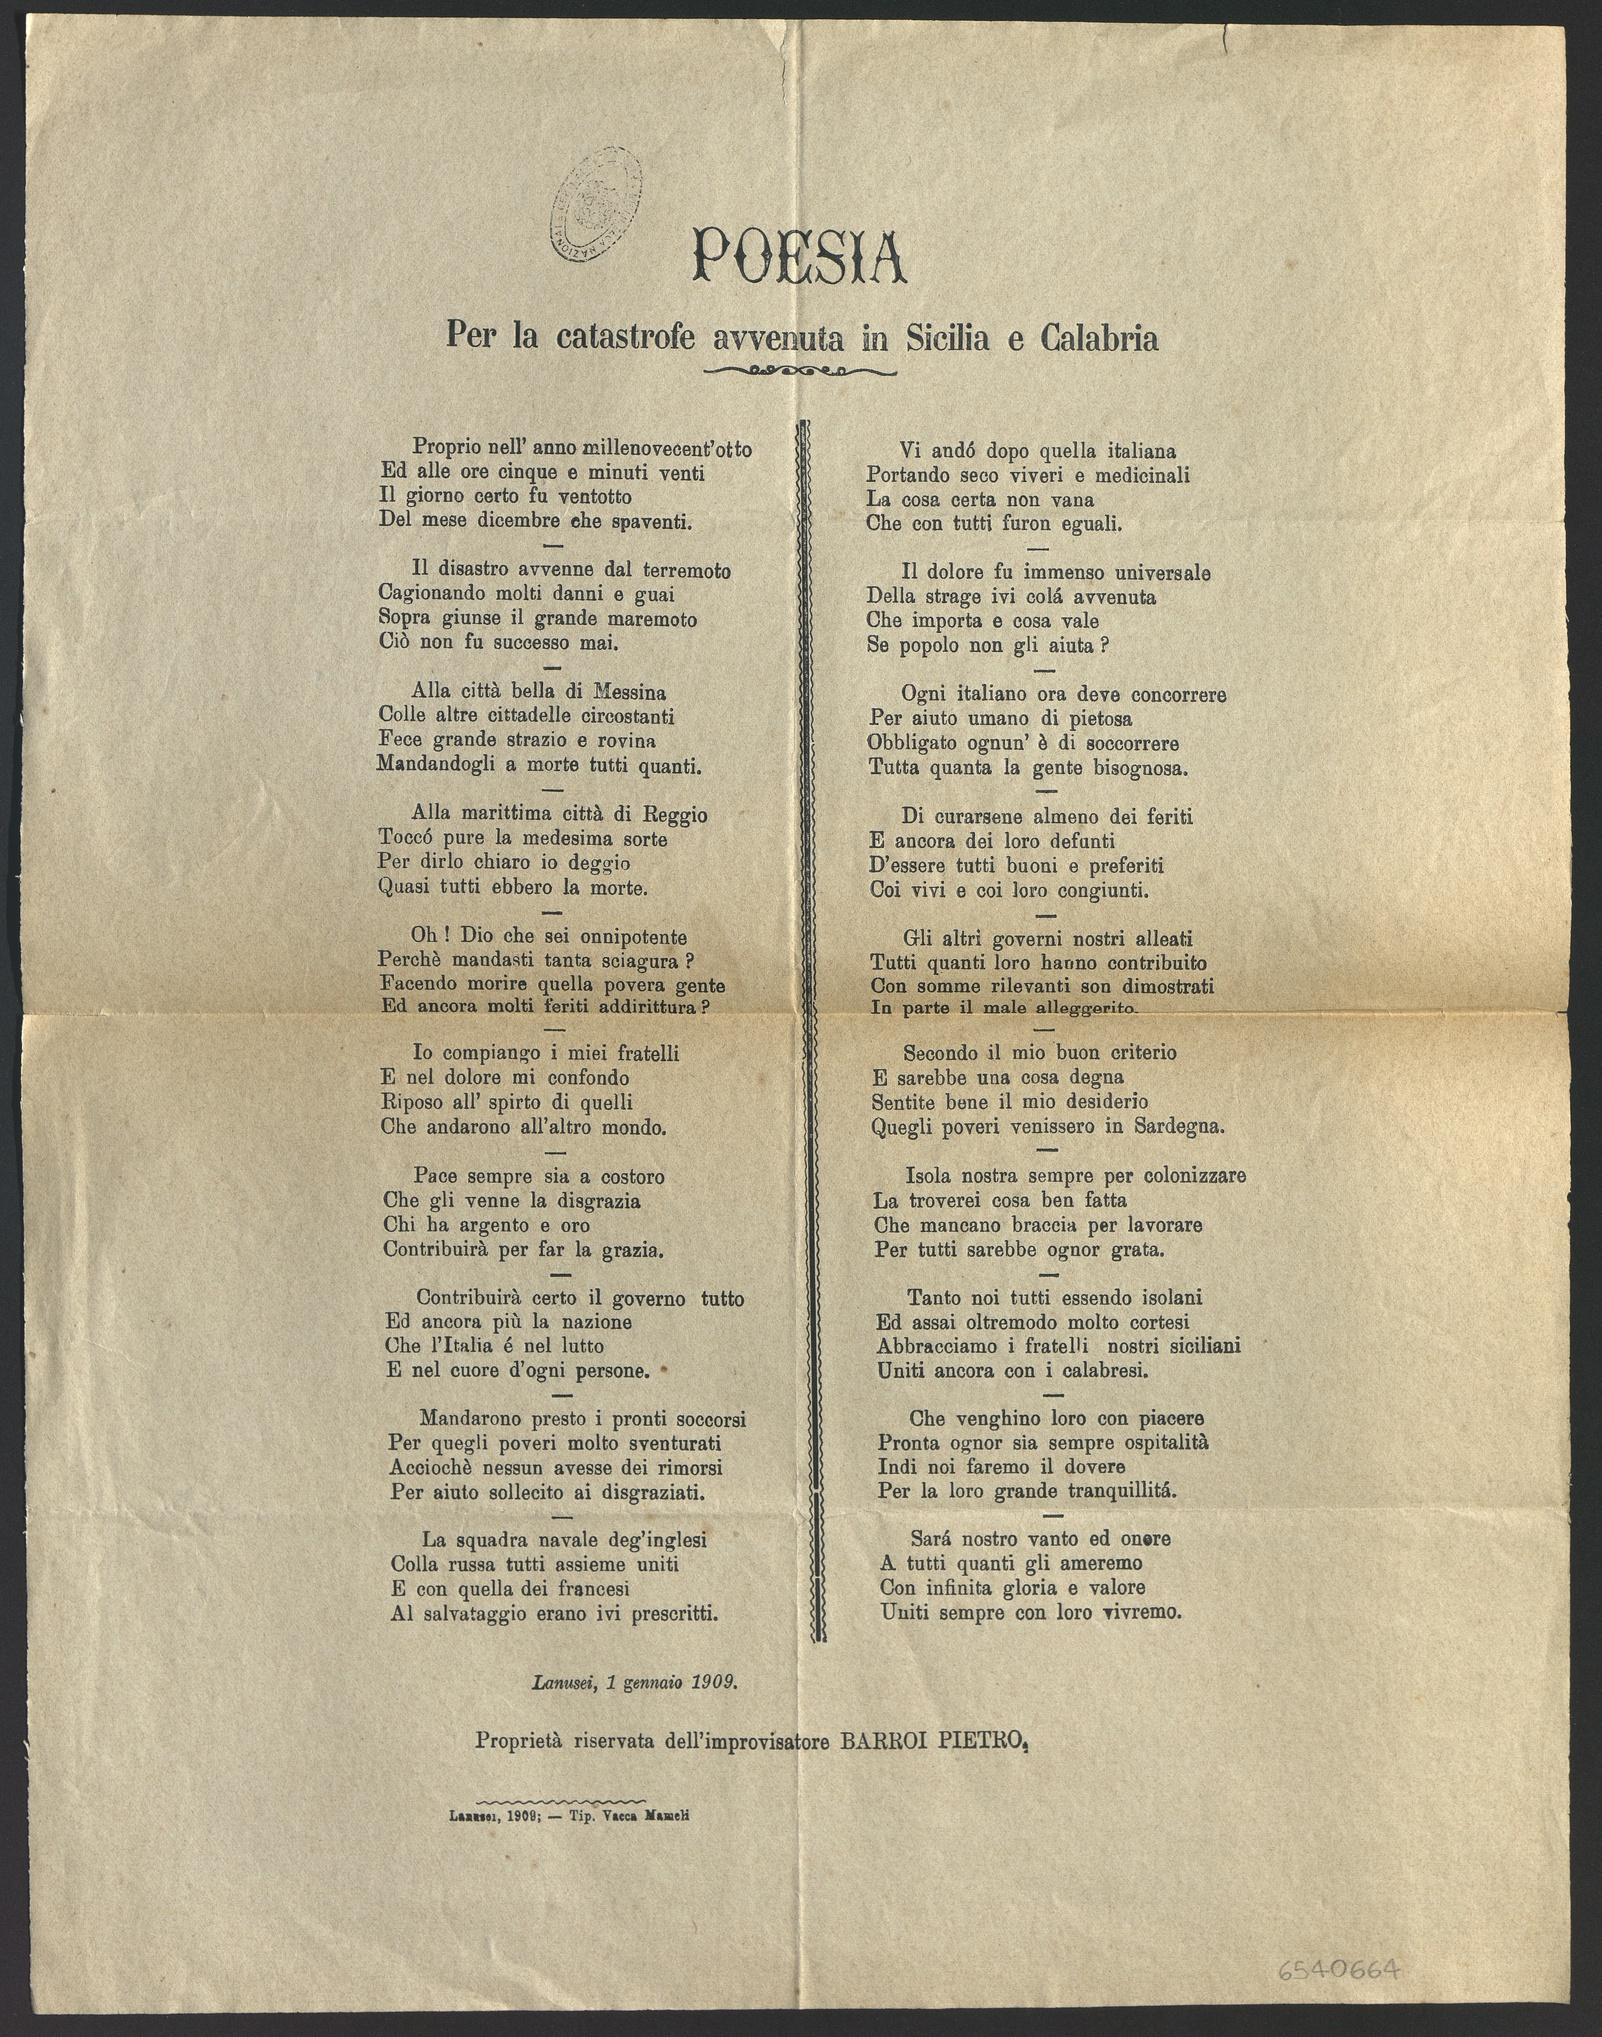 POESIA
Per la catastrofe avvenuta in Sicilia e Calabria
Proprio nell' anno millenovecent'otto
Ed alle ore cinque e minuti venti
Il giorno certo fu ventotto
Del mese dicembre che spaventi.
Il disastro avvenne dal terremoto
Cagionando molti danni e guai
Sopra giunse il grande maremoto
Ciò non fu successo mai.
Alla città bella di Messina
Colle altre cittadelle circostanti
Fece grande strazio e rovina
Mandandogli a morte tutti quanti.
Alla marittima città di Reggio
Toccó pure la medesima sorte
Per dirlo chiaro io deggio
Quasi tutti ebbero la morte.
Oh ! Dio che sei onnipotente
Perchè mandasti tanta sciagura ?
Facendo morire quella povera gente
Ed ancora molti feriti addirittura ?
Io compiango i miei fratelli
E nel dolore mi confondo
Riposo all' spirto di quelli
Che andarono all'altro mondo.
Pace sempre sia a costoro
Che gli venne la disgrazia
Chi ha argento e oro
Contribuirà per far la grazia.
Contribuirà certo il governo tutto
Ed ancora più la nazione
Che l'Italia é nel lutto
E nel cuore d'ogni persone.
Mandarono presto i pronti soccorsi
Per quegli poveri molto sventurati
Acciochè nessun avesse dei rimorsi
Per aiuto sollecito ai disgraziati.
La squadra navale deg'inglesi
Colla russa tutti assieme uniti
E con quella dei francesi
Al salvataggio erano ivi prescritti.
Vi andó dopo quella italiana
Portando seco viveri e medicinali
La cosa certa non vana
Che con tutti furon eguali.
Il dolore fu immenso universale
Della strage ivi colá avvenuta
Che importa e cosa vale
Se popolo non gli aiuta ?
Ogni italiano ora deve concorrere
Per aiuto umano di pietosa
Obbligato ognun' è di soccorrere
Tutta quanta la gente bisognosa.
Di curarsene almeno dei feriti
E ancora dei loro defunti
D'essere tutti buoni e preferiti
Coi vivi e coi loro congiunti.
Gli altri governi nostri alleati
Tutti quanti loro hanno contribuito
Con somme rilevanti son dimostrati
In parte il male alleggerito.
Secondo il mio buon criterio
E sarebbe una cosa degna
Sentite bene il mio desiderio
Quegli poveri venissero in Sardegna.
Isola nostra sempre per colonizzare
La troverei cosa ben fatta
Che mancano braccia per lavorare
Per tutti sarebbe ognor grata.
Tanto noi tutti essendo isolani
Ed assai oltremodo molto cortesi
Abbracciamo i fratelli nostri siciliani
Uniti ancora con i calabresi.
Che venghino loro con piacere
Pronta ognor sia sempre ospitalità
Indi noi faremo il dovere
Per la loro grande tranquillitá.
Sará nostro vanto ed onore
A tutti quanti gli ameremo
Con infinita gloria e valore
Uniti sempre con loro vivremo.
Lanusei, 1 gennaio 1909.
Proprietà riservata dell'improvisatore BARROI PIETRO.
Lanusei, 1909; — Tip. Vacca Mameli
6540664